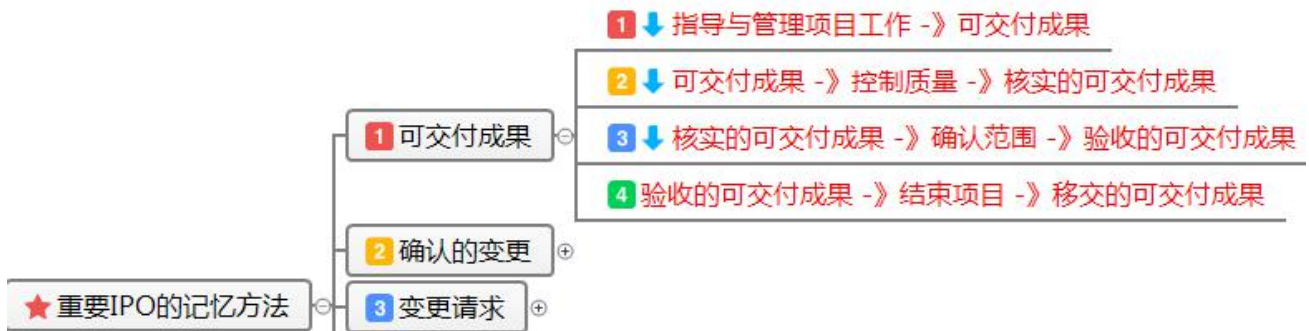 1 指导与管理项目工作 -》可交付成果
2 可交付成果 -》控制质量 -》核实的可交付成果
1 可交付成果
3 核实的可交付成果 -》确认范围 -》验收的可交付成果
4 验收的可交付成果 -》结束项目 -》移交的可交付成果
2 确认的变更
重要IPO的记忆方法
3 变更请求